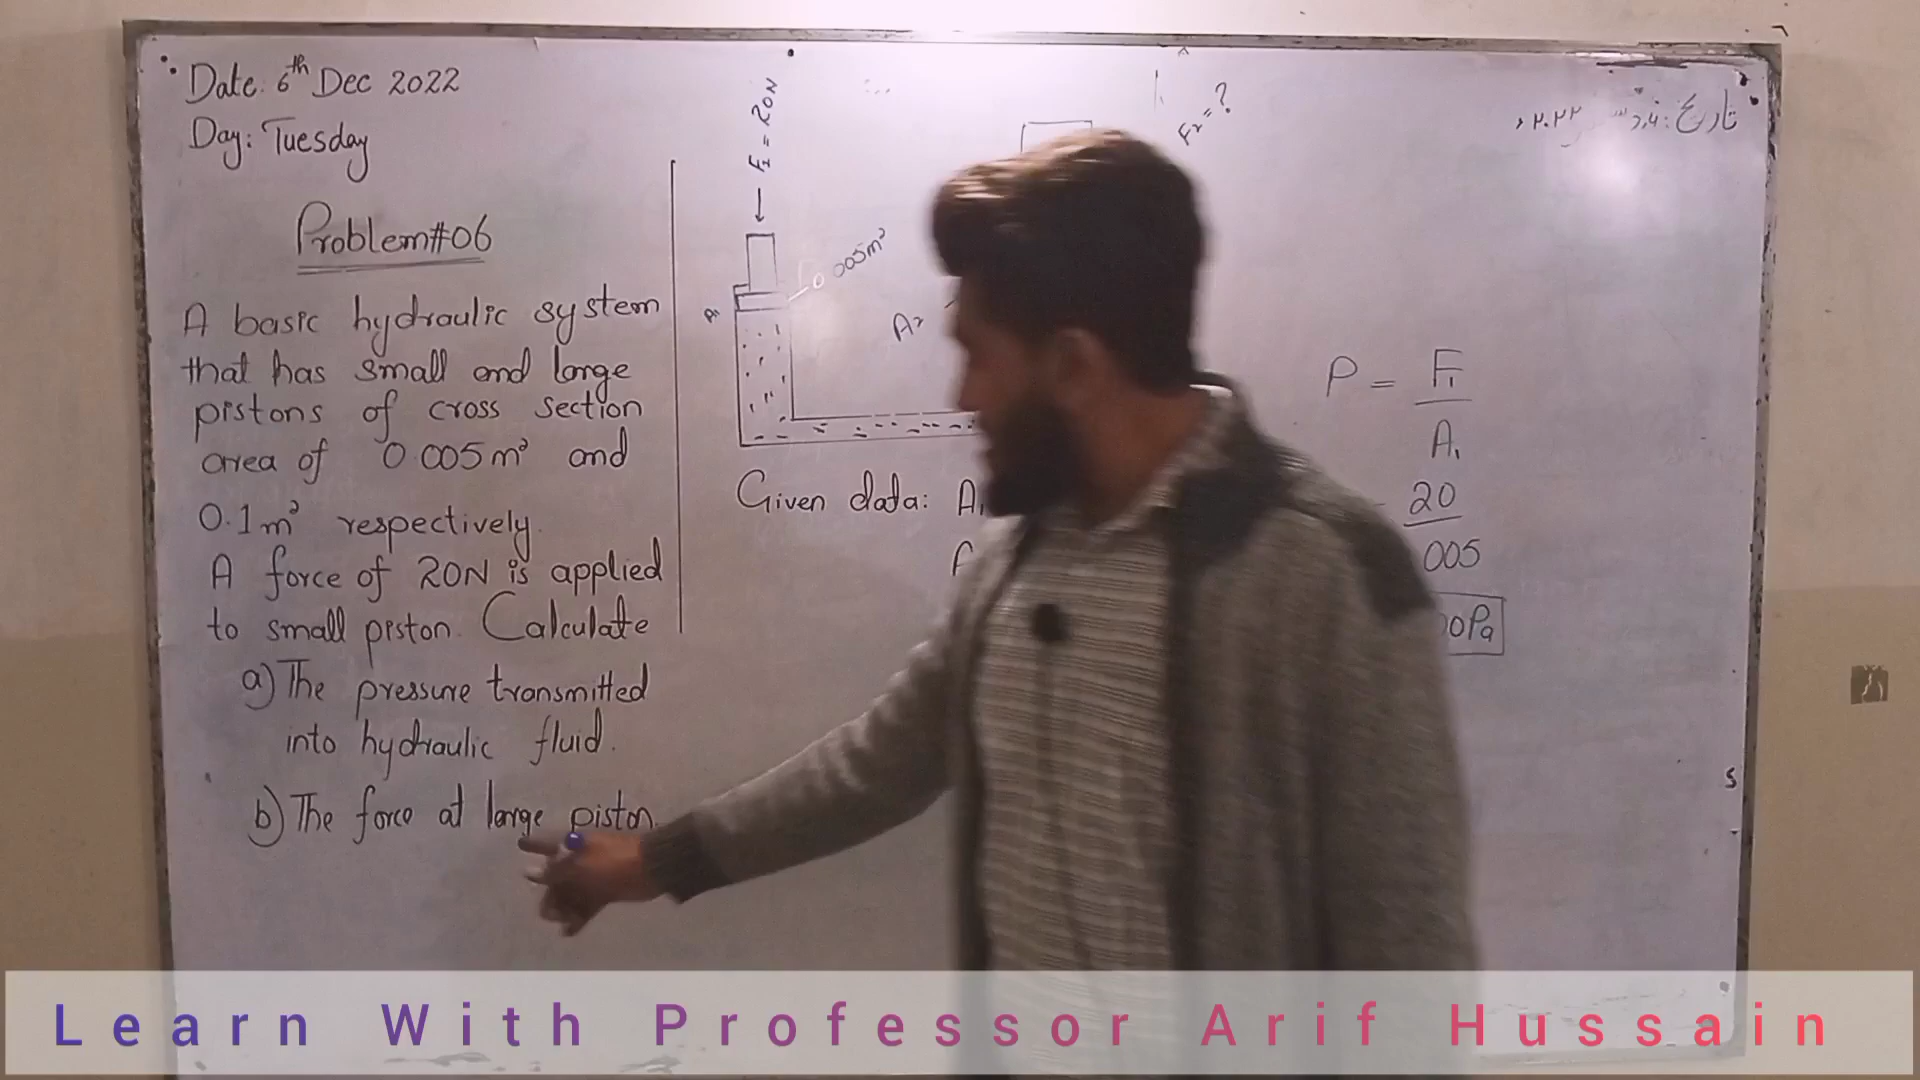 Date. 6th Dec 2022
Day: Tuesday
Problem#06
A basic hydraulic system
that has small and large
pistons of cross section
area of 0.005m² and
0.1m² respectively.
A force of 20N is applied
to small piston. Calculate
a) The pressure transmitted
into hydraulic fluid.
b) The force at large piston.
F₁ = 20N
F₂ = ?
0.005m²
A₁
A₂
Given data: A₁
A
P = F₁
A₁
20
005
0Pa
تاریخ:
۲۰۲۲ء
s
Learn With Professor Arif Hussain